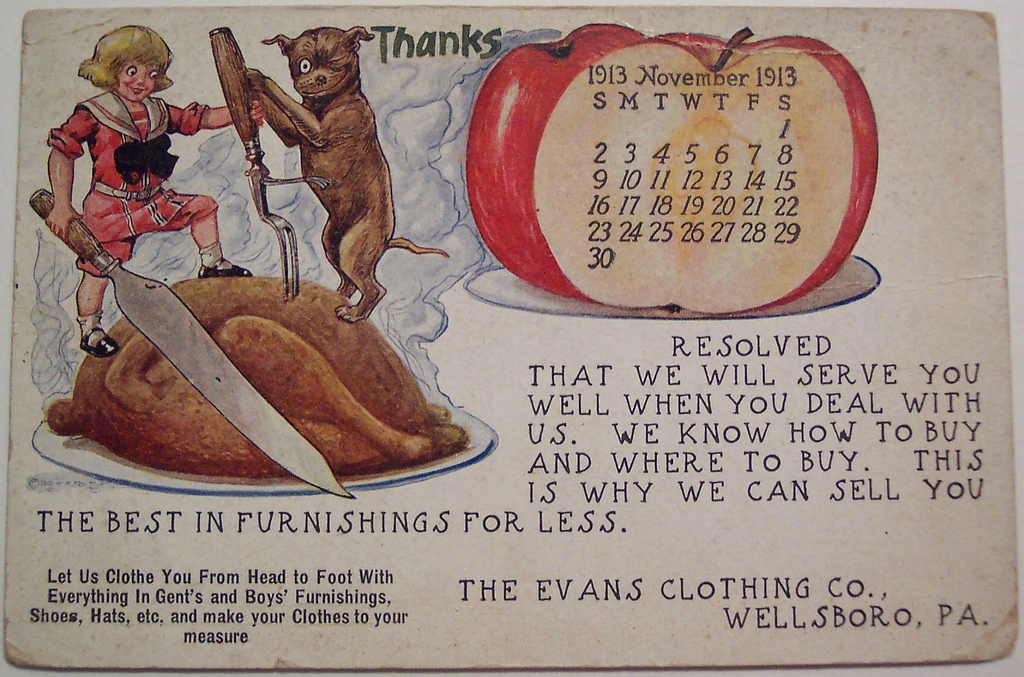 Thanks
1913 November 1913
S M T W T F S
1
2 3 4 5 6 7 8
9 10 11 12 13 14 15
16 17 18 19 20 21 22
23 24 25 26 27 28 29
30
RESOLVED
THAT WE WILL SERVE YOU
WELL WHEN YOU DEAL WITH
US. WE KNOW HOW TO BUY
AND WHERE TO BUY. THIS
IS WHY WE CAN SELL YOU
THE BEST IN FURNISHINGS FOR LESS.
Let Us Clothe You From Head to Foot With
Everything In Gent's and Boys' Furnishings,
Shoes, Hats, etc. and make your Clothes to your
measure
THE EVANS CLOTHING CO.,
WELLSBORO, PA.